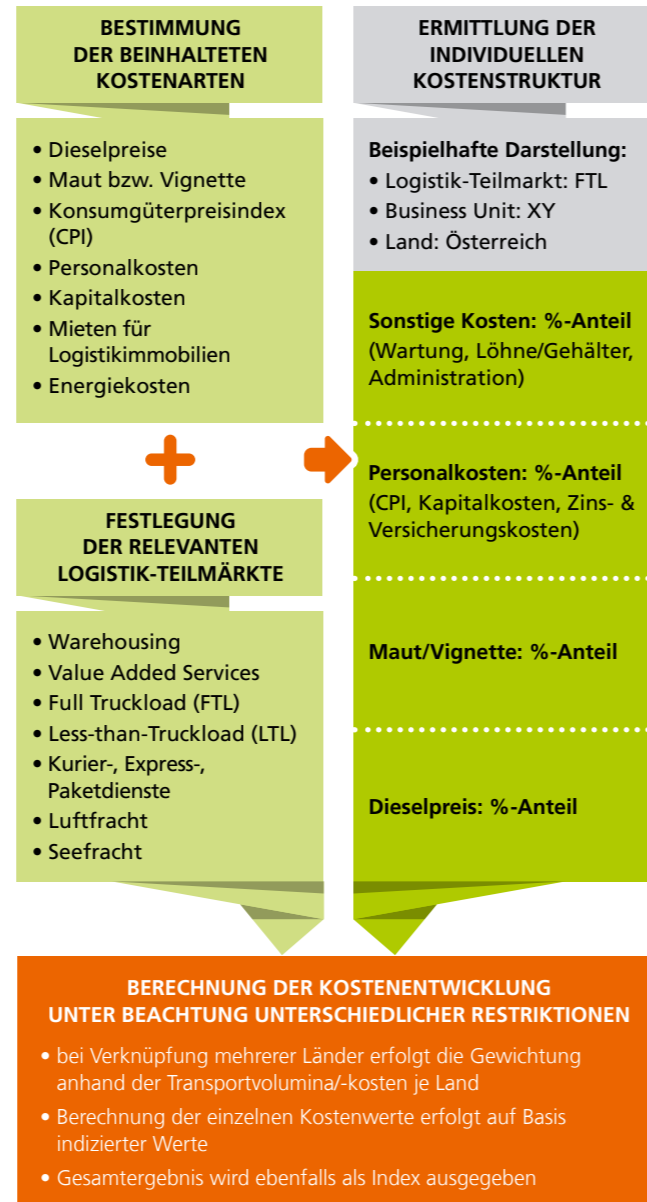 BESTIMMUNG
DER BEINHALTETEN
KOSTENARTEN
• Dieselpreise
• Maut bzw. Vignette
• Konsumgüterpreisindex
(CPI)
• Personalkosten
• Kapitalkosten
• Mieten für
Logistikimmobilien
• Energiekosten
FESTLEGUNG
DER RELEVANTEN
LOGISTIK-TEILMÄRKTE
• Warehousing
• Value Added Services
• Full Truckload (FTL)
• Less-than-Truckload (LTL)
• Kurier-, Express-,
Paketdienste
• Luftfracht
• Seefracht
ERMITTLUNG DER
INDIVIDUELLEN
KOSTENSTRUKTUR
Beispielhafte Darstellung:
• Logistik-Teilmarkt: FTL
• Business Unit: XY
• Land: Österreich
Sonstige Kosten: %-Anteil
(Wartung, Löhne/Gehälter,
Administration)
Personalkosten: %-Anteil
(CPI, Kapitalkosten, Zins- &
Versicherungskosten)
Maut/Vignette: %-Anteil
Dieselpreis: %-Anteil
BERECHNUNG DER KOSTENENTWICKLUNG
UNTER BEACHTUNG UNTERSCHIEDLICHER RESTRIKTIONEN
• bei Verknüpfung mehrerer Länder erfolgt die Gewichtung
anhand der Transportvolumina/-kosten je Land
• Berechnung der einzelnen Kostenwerte erfolgt auf Basis
indizierter Werte
• Gesamtergebnis wird ebenfalls als Index ausgegeben